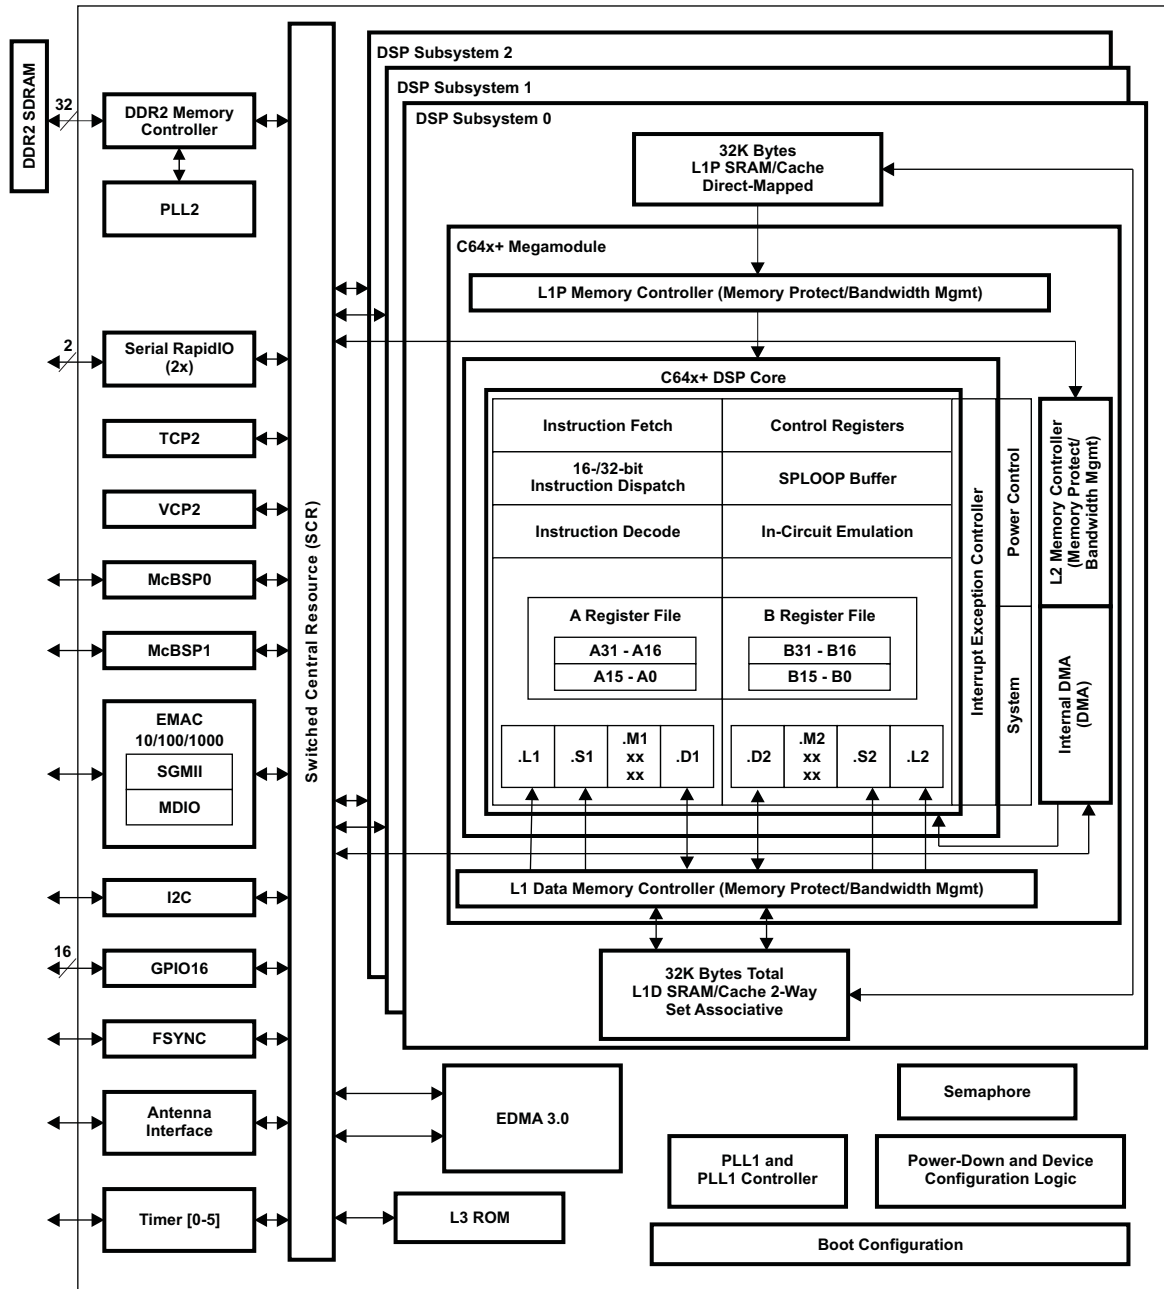 DDR2 SDRAM
32
DDR2 Memory
Controller
PLL2
2
Serial RapidIO
(2x)
TCP2
VCP2
McBSP0
McBSP1
EMAC
10/100/1000
SGMII
MDIO
I2C
16
GPIO16
FSYNC
Antenna
Interface
Timer [0-5]
Switched Central Resource (SCR)
DSP Subsystem 2
DSP Subsystem 1
DSP Subsystem 0
32K Bytes
L1P SRAM/Cache
Direct-Mapped
C64x+ Megamodule
L1P Memory Controller (Memory Protect/Bandwidth Mgmt)
C64x+ DSP Core
Instruction Fetch
Control Registers
16-/32-bit
Instruction Dispatch
SPLOOP Buffer
Instruction Decode
In-Circuit Emulation
A Register File
A31 - A16
A15 - A0
B Register File
B31 - B16
B15 - B0
.L1
.S1
.M1
xx
xx
.D1
.D2
.M2
xx
xx
.S2
.L2
Interrupt Exception Controller
Power Control
System
L2 Memory Controller
(Memory Protect/
Bandwidth Mgmt)
Internal DMA
(DMA)
L1 Data Memory Controller (Memory Protect/Bandwidth Mgmt)
32K Bytes Total
L1D SRAM/Cache 2-Way
Set Associative
EDMA 3.0
L3 ROM
Semaphore
PLL1 and
PLL1 Controller
Power-Down and Device
Configuration Logic
Boot Configuration